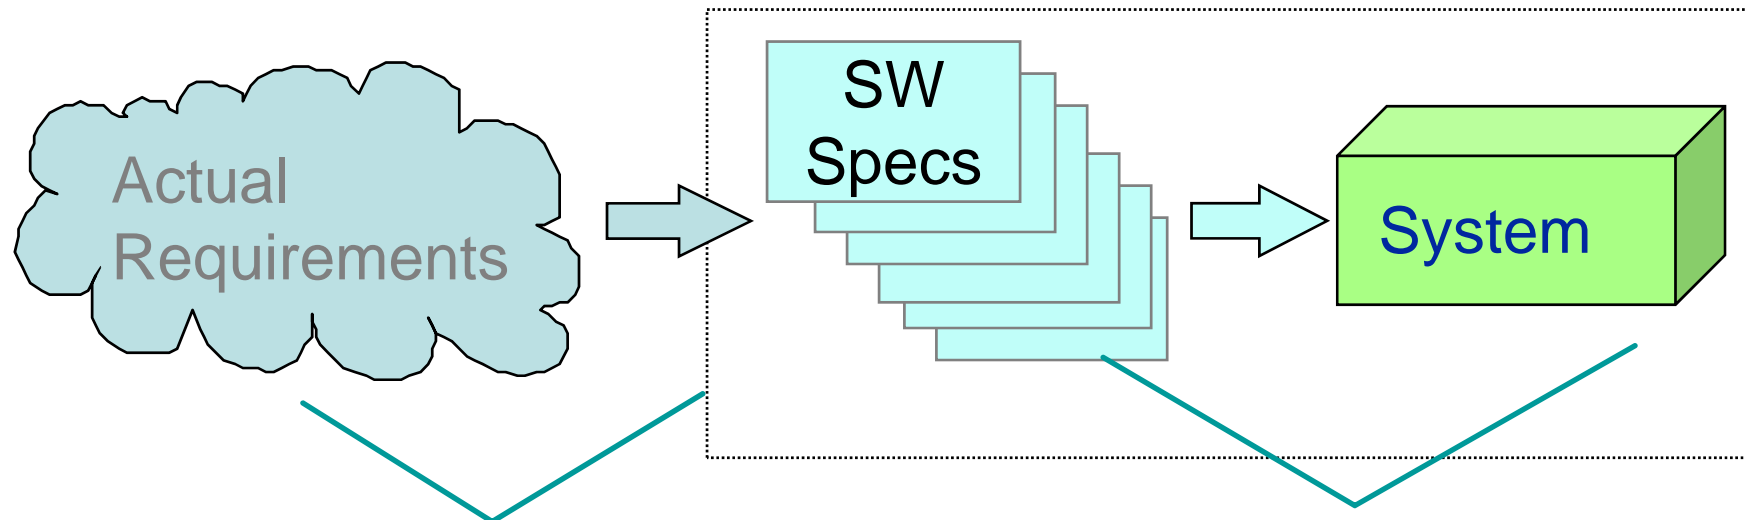 Actual
Requirements
SW
Specs
System